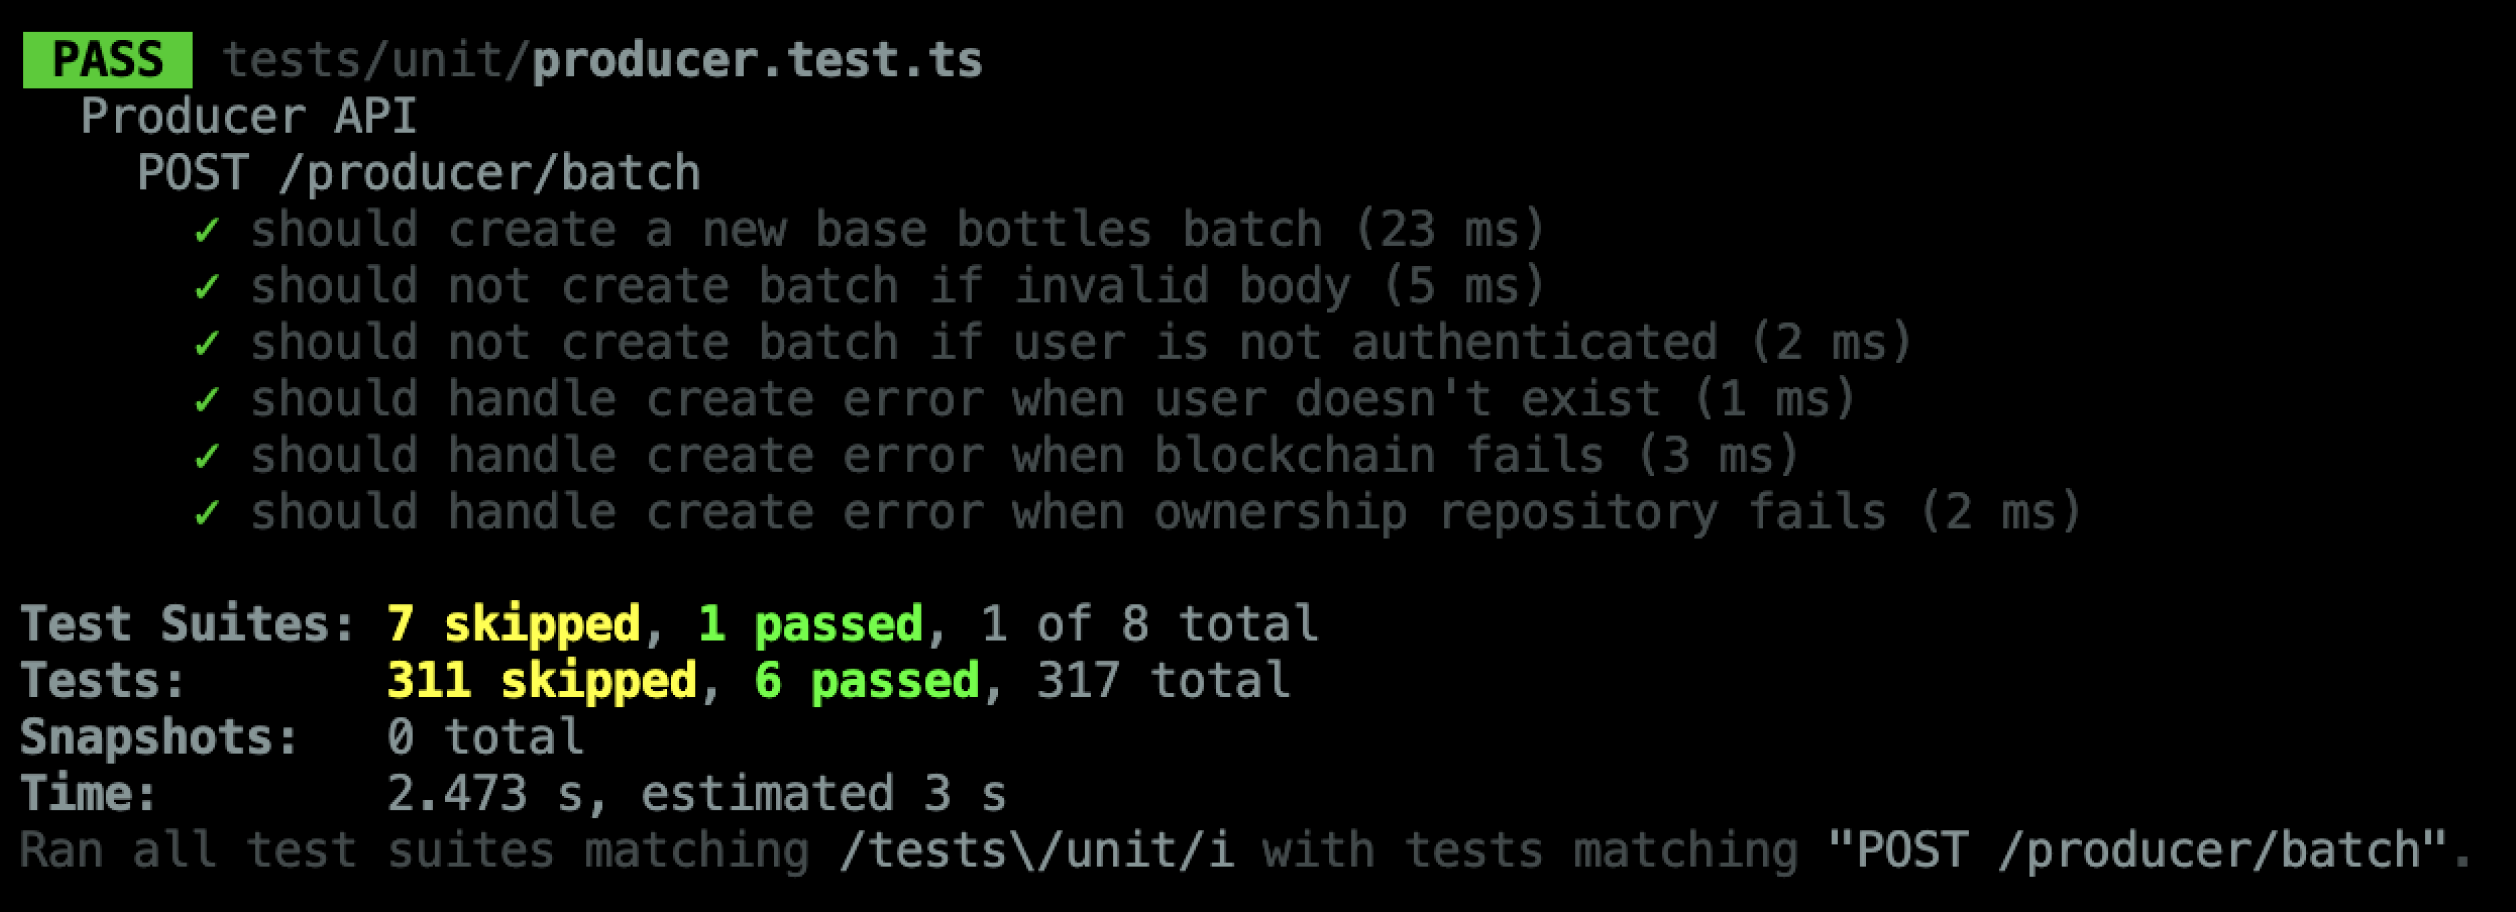 PASS tests/unit/producer.test.ts
Producer API
POST /producer/batch
✓ should create a new base bottles batch (23 ms)
✓ should not create batch if invalid body (5 ms)
✓ should not create batch if user is not authenticated (2 ms)
✓ should handle create error when user doesn't exist (1 ms)
✓ should handle create error when blockchain fails (3 ms)
✓ should handle create error when ownership repository fails (2 ms)
Test Suites: 7 skipped, 1 passed, 1 of 8 total
Tests: 311 skipped, 6 passed, 317 total
Snapshots: 0 total
Time: 2.473 s, estimated 3 s
Ran all test suites matching /tests\/unit/i with tests matching "POST /producer/batch".